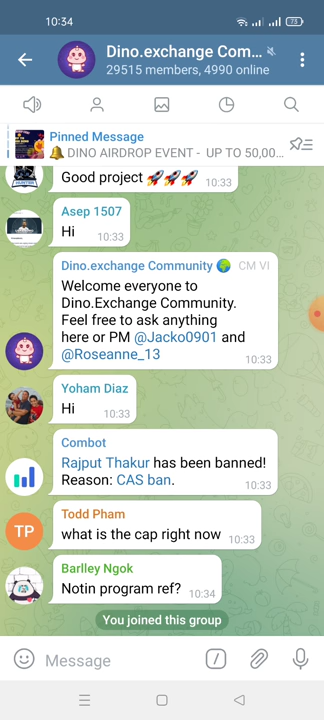 10:34
73
Dino.exchange Com...
29515 members, 4990 online
Pinned Message
🔔 DINO AIRDROP EVENT - UP TO 50,00...
Good project 🚀🚀🚀 10:33
Asep 1507
Hi 10:33
Dino.exchange Community 🌍 CM VI
Welcome everyone to
Dino.Exchange Community.
Feel free to ask anything
here or PM @Jacko0901 and
@Roseanne_13 10:33
Yoham Diaz
Hi 10:33
Combot
Rajput Thakur has been banned!
Reason: CAS ban. 10:33
TP
Todd Pham
what is the cap right now 10:33
Barlley Ngok
Notin program ref? 10:34
You joined this group
Message